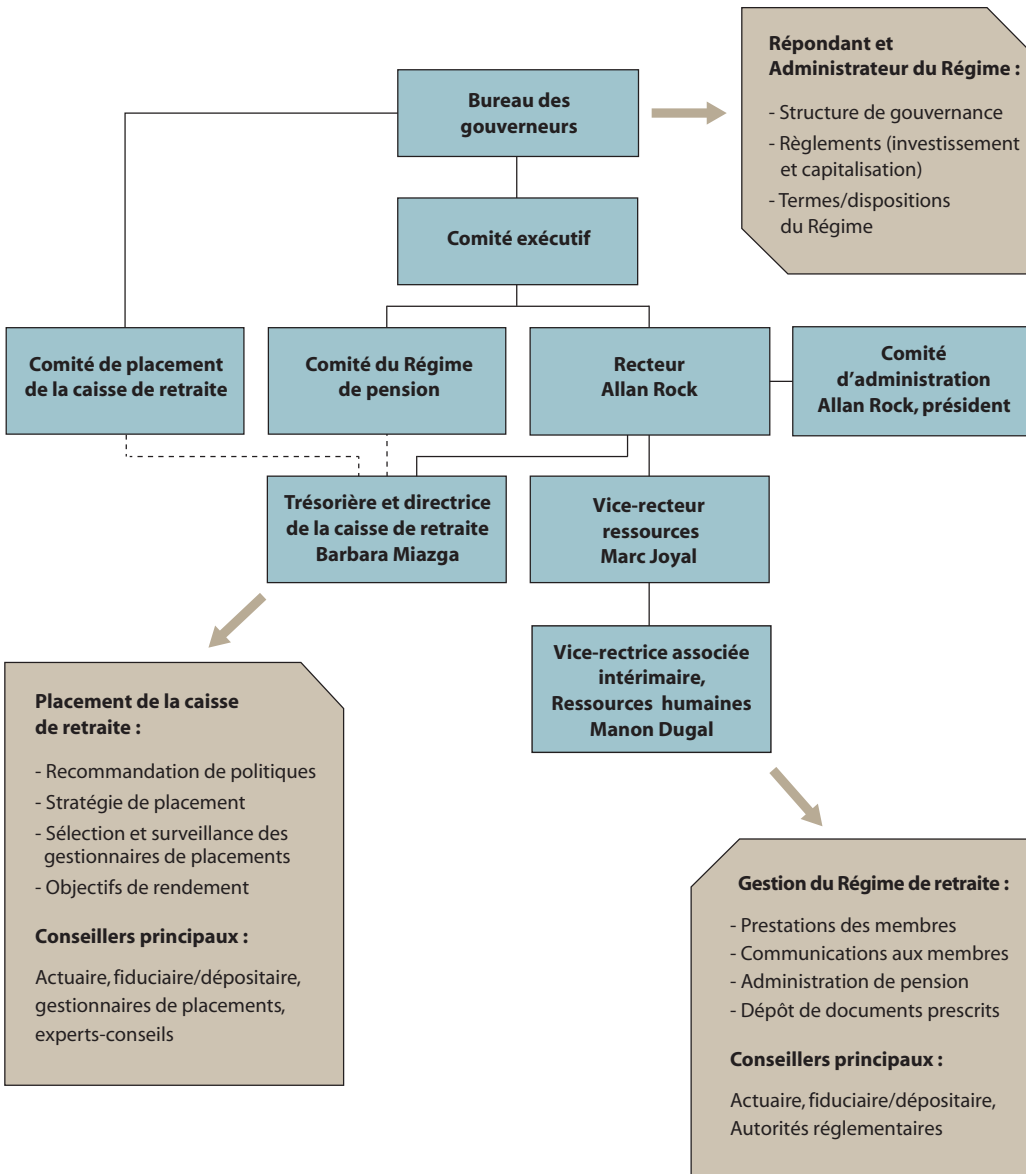 Répondant et
Administrateur du Régime :
- Structure de gouvernance
- Règlements (investissement
et capitalisation)
- Termes/dispositions
du Régime
Bureau des
gouverneurs
Comité exécutif
Comité de placement
de la caisse de retraite
Comité du Régime
de pension
Recteur
Allan Rock
Comité
d’administration
Allan Rock, président
Trésorière et directrice
de la caisse de retraite
Barbara Miazga
Vice-recteur
ressources
Marc Joyal
Vice-rectrice associée
intérimaire,
Ressources humaines
Manon Dugal
Placement de la caisse
de retraite :
- Recommandation de politiques
- Stratégie de placement
- Sélection et surveillance des
gestionnaires de placements
- Objectifs de rendement
Conseillers principaux :
Actuaire, fiduciaire/dépositaire,
gestionnaires de placements,
experts-conseils
Gestion du Régime de retraite :
- Prestations des membres
- Communications aux membres
- Administration de pension
- Dépôt de documents prescrits
Conseillers principaux :
Actuaire, fiduciaire/dépositaire,
Autorités réglementaires